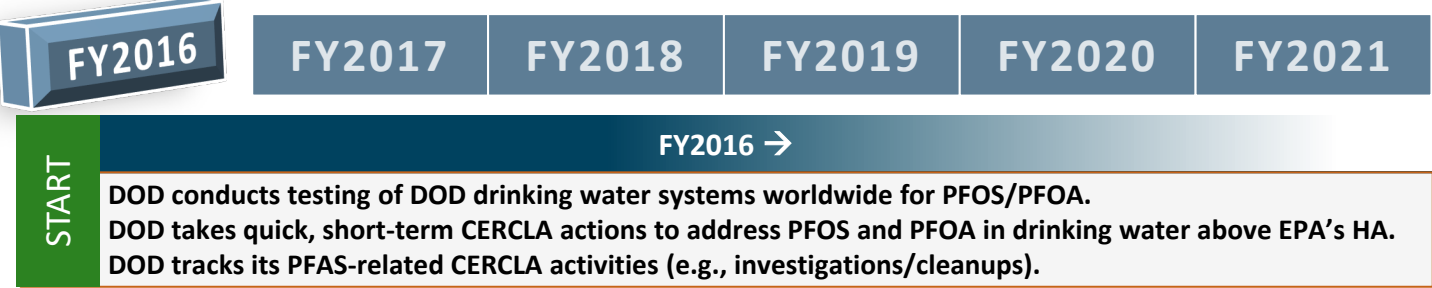 FY2016 FY2017 FY2018 FY2019 FY2020 FY2021
START
FY2016 →
DOD conducts testing of DOD drinking water systems worldwide for PFOS/PFOA.
DOD takes quick, short-term CERCLA actions to address PFOS and PFOA in drinking water above EPA’s HA.
DOD tracks its PFAS-related CERCLA activities (e.g., investigations/cleanups).